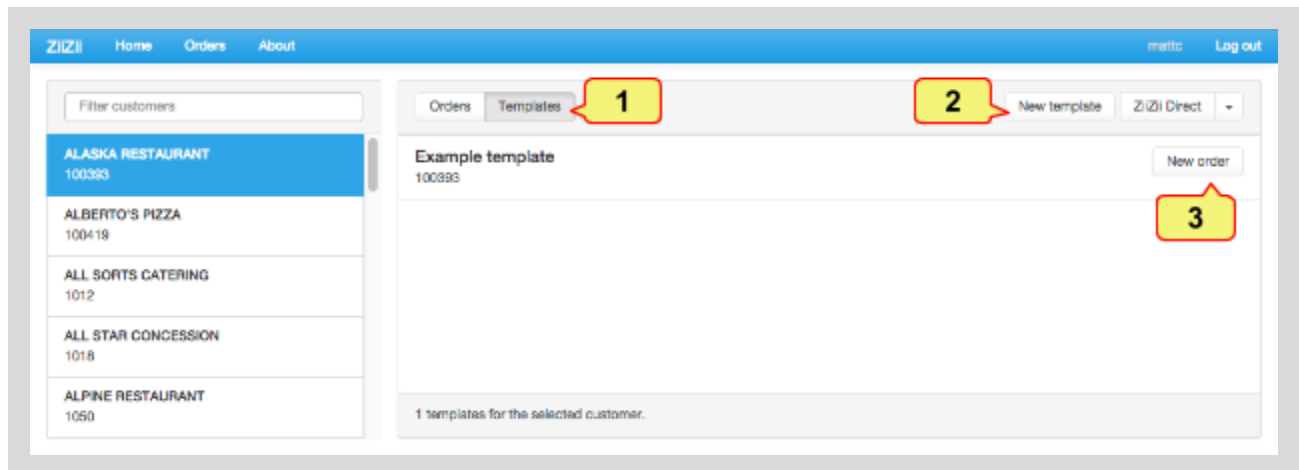 ZiiZii Home Orders About mattc Log out
Filter customers
Orders Templates 1 2 New template ZiiZii Direct
ALASKA RESTAURANT
100393
Example template
100393
New order
3
ALBERTO'S PIZZA
100419
ALL SORTS CATERING
1012
ALL STAR CONCESSION
1018
ALPINE RESTAURANT
1050
1 templates for the selected customer.